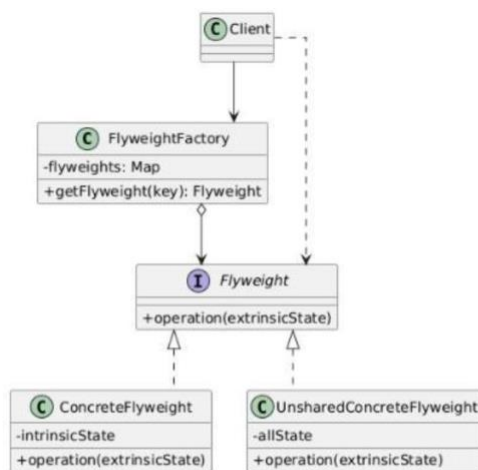 C Client
C FlyweightFactory
-flyweights: Map
+getFlyweight(key): Flyweight
I Flyweight
+operation(extrinsicState)
C ConcreteFlyweight
-intrinsicState
+operation(extrinsicState)
C UnsharedConcreteFlyweight
-allState
+operation(extrinsicState)